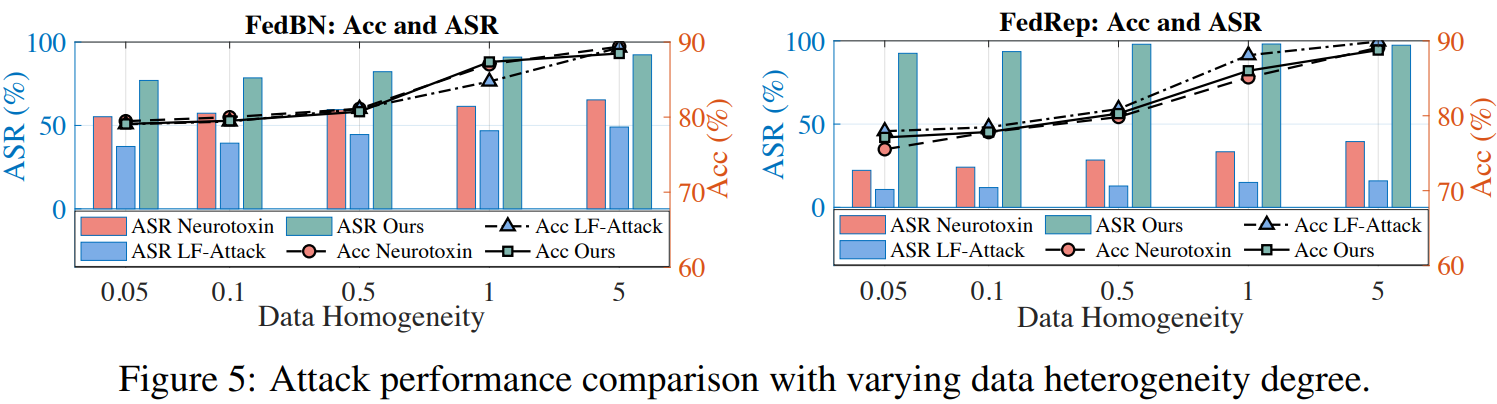 FedBN: Acc and ASR
100
50
0
ASR (%)
90
80
70
60
Acc (%)
ASR Neurotoxin
ASR Ours
Acc LF-Attack
ASR LF-Attack
Acc Neurotoxin
Acc Ours
0.05 0.1 0.5 1 5
Data Homogeneity
FedRep: Acc and ASR
100
50
0
ASR (%)
90
80
70
60
Acc (%)
ASR Neurotoxin
ASR Ours
Acc LF-Attack
ASR LF-Attack
Acc Neurotoxin
Acc Ours
0.05 0.1 0.5 1 5
Data Homogeneity
Figure 5: Attack performance comparison with varying data heterogeneity degree.